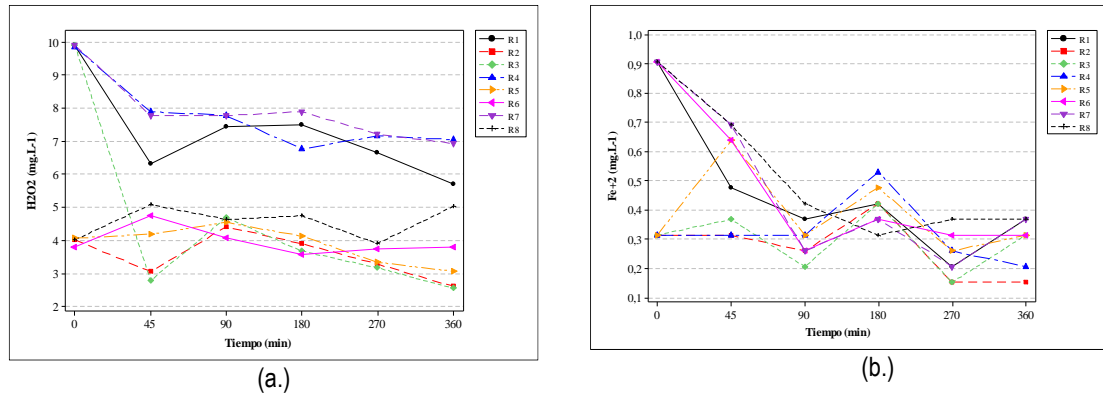 10
9
8
7
6
5
4
3
2
H2O2 (mg.L-1)
0 45 90 180 270 360
Tiempo (min)
R1
R2
R3
R4
R5
R6
R7
R8
(a.)
1,0
0,9
0,8
0,7
0,6
0,5
0,4
0,3
0,2
0,1
Fe+2 (mg.L-1)
0 45 90 180 270 360
Tiempo (min)
R1
R2
R3
R4
R5
R6
R7
R8
(b.)